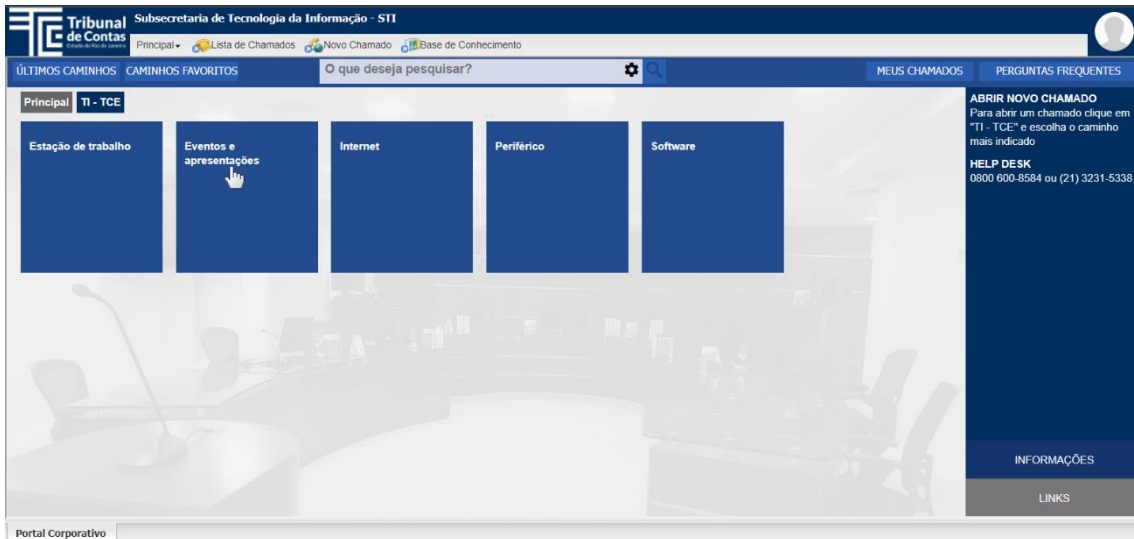 Tribunal
de Contas
Estado do Rio de Janeiro
Subsecretaria de Tecnologia da Informação - STI
Principal Lista de Chamados Novo Chamado Base de Conhecimento
ÚLTIMOS CAMINHOS CAMINHOS FAVORITOS O que deseja pesquisar? MEUS CHAMADOS PERGUNTAS FREQUENTES
Principal TI - TCE
Estação de trabalho
Eventos e
apresentações
Internet
Periférico
Software
ABRIR NOVO CHAMADO
Para abrir um chamado clique em
"TI - TCE" e escolha o caminho
mais indicado
HELP DESK
0800 600-8584 ou (21) 3231-5338
INFORMAÇÕES
LINKS
Portal Corporativo